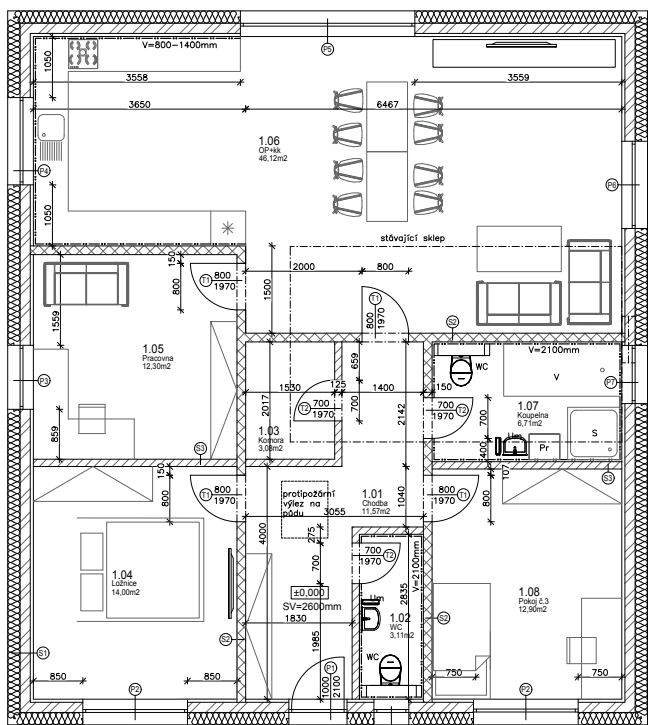 V=800-1400mm
P5
1050
3558
3559
3650
6467
1.06
OP+kk
46,12m2
P4
P6
1050
stávající sklep
150
2000
800
800
1970
T1
800
1500
T1
800
1970
1559
S2
V=2100mm
1.05
Pracovna
12,30m2
659
WC
V
P3
1530
125
1400
150
P7
700
1970
T2
700
700
1970
T2
700
1.07
Koupelna
6,71m2
2017
2142
859
1.03
Komora
3,08m2
Um
S
Pr
400
S3
107
S3
150
1.01
Chodba
11,57m2
800
800
1970
T1
protipožární
výlez na
půdu
1040
800
1970
T1
800
3055
4000
275
1.04
Ložnice
14,00m2
700
700
1970
T2
V=2100mm
1.08
Pokoj č.3
12,90m2
±0,000
SV=2600mm
Um
2835
1830
1.02
WC
3,11m2
S2
S2
S1
1985
WC
850
850
P1
1000
2100
750
750
P2
P2